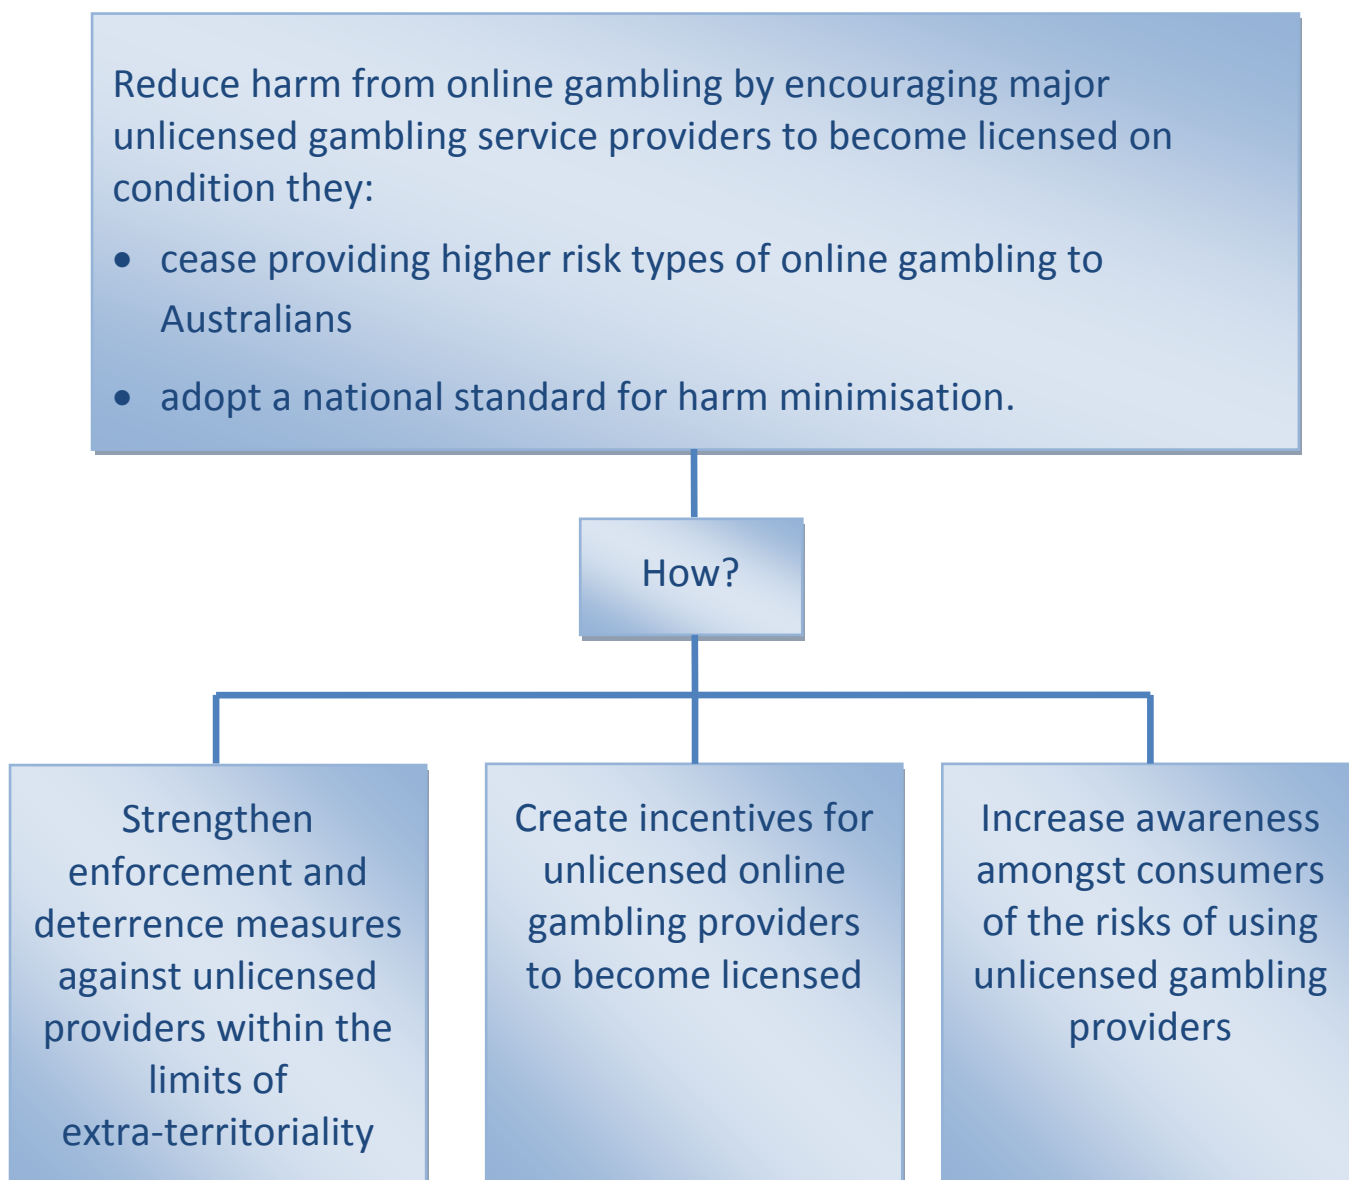 Reduce harm from online gambling by encouraging major
unlicensed gambling service providers to become licensed on
condition they:
• cease providing higher risk types of online gambling to
Australians
• adopt a national standard for harm minimisation.
How?
Strengthen
enforcement and
deterrence measures
against unlicensed
providers within the
limits of
extra-territoriality
Create incentives for
unlicensed online
gambling providers
to become licensed
Increase awareness
amongst consumers
of the risks of using
unlicensed gambling
providers